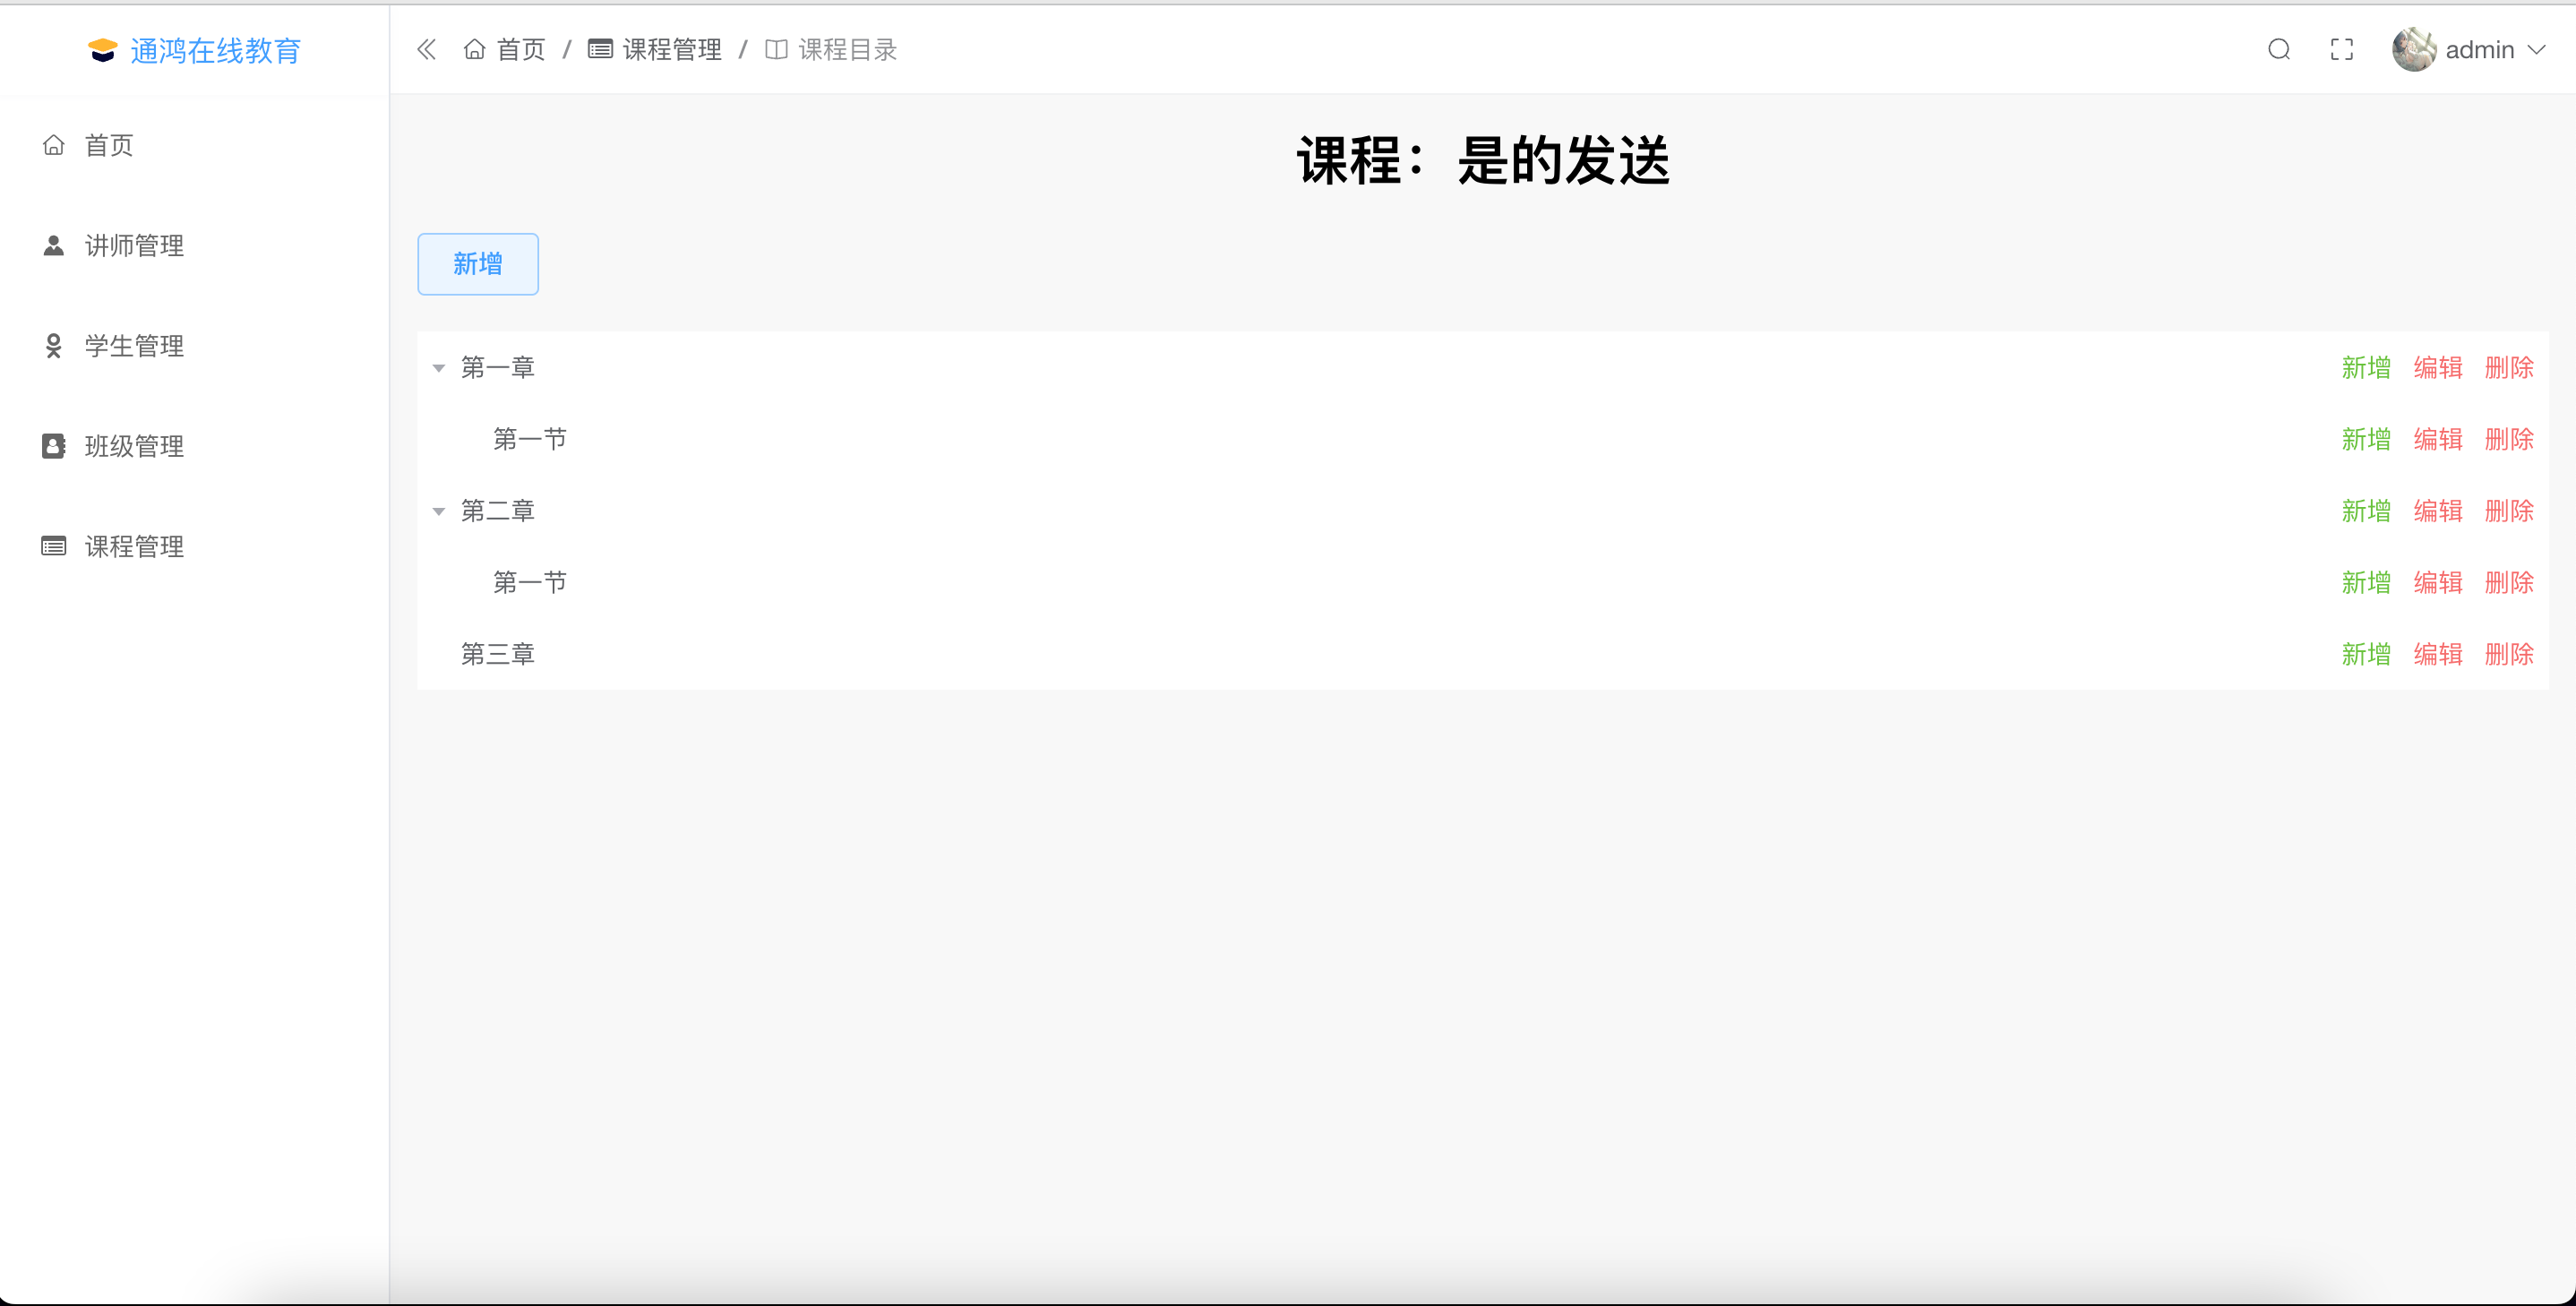 通鸿在线教育
首页 / 课程管理 / 课程目录
admin
首页
讲师管理
学生管理
班级管理
课程管理
课程：是的发送
新增
第一章 新增 编辑 删除
第一节 新增 编辑 删除
第二章 新增 编辑 删除
第一节 新增 编辑 删除
第三章 新增 编辑 删除